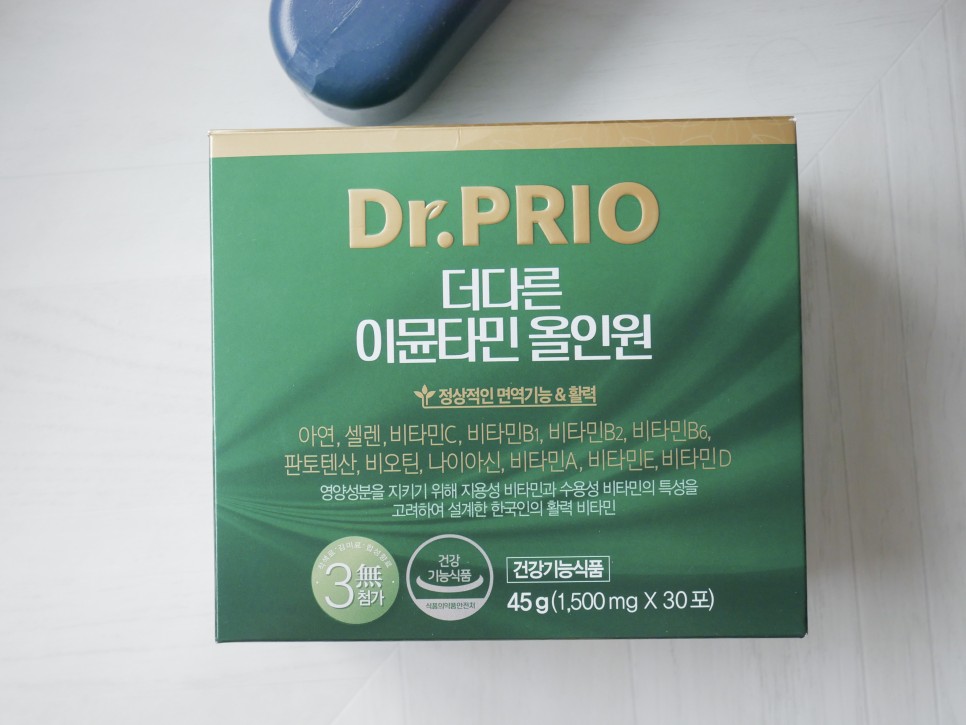 Dr.PRIO
더다른
이뮨타민 올인원
정상적인 면역기능 & 활력
아연, 셀렌, 비타민C, 비타민B1, 비타민B2, 비타민B6,
판토텐산, 비오틴, 나이아신, 비타민A, 비타민E, 비타민D
영양성분을 지키기 위해 지용성 비타민과 수용성 비타민의 특성을
고려하여 설계한 한국인의 활력 비타민
3無
첨가
건강
기능식품
식품의약품안전처
건강기능식품
45 g (1,500 mg X 30 포)